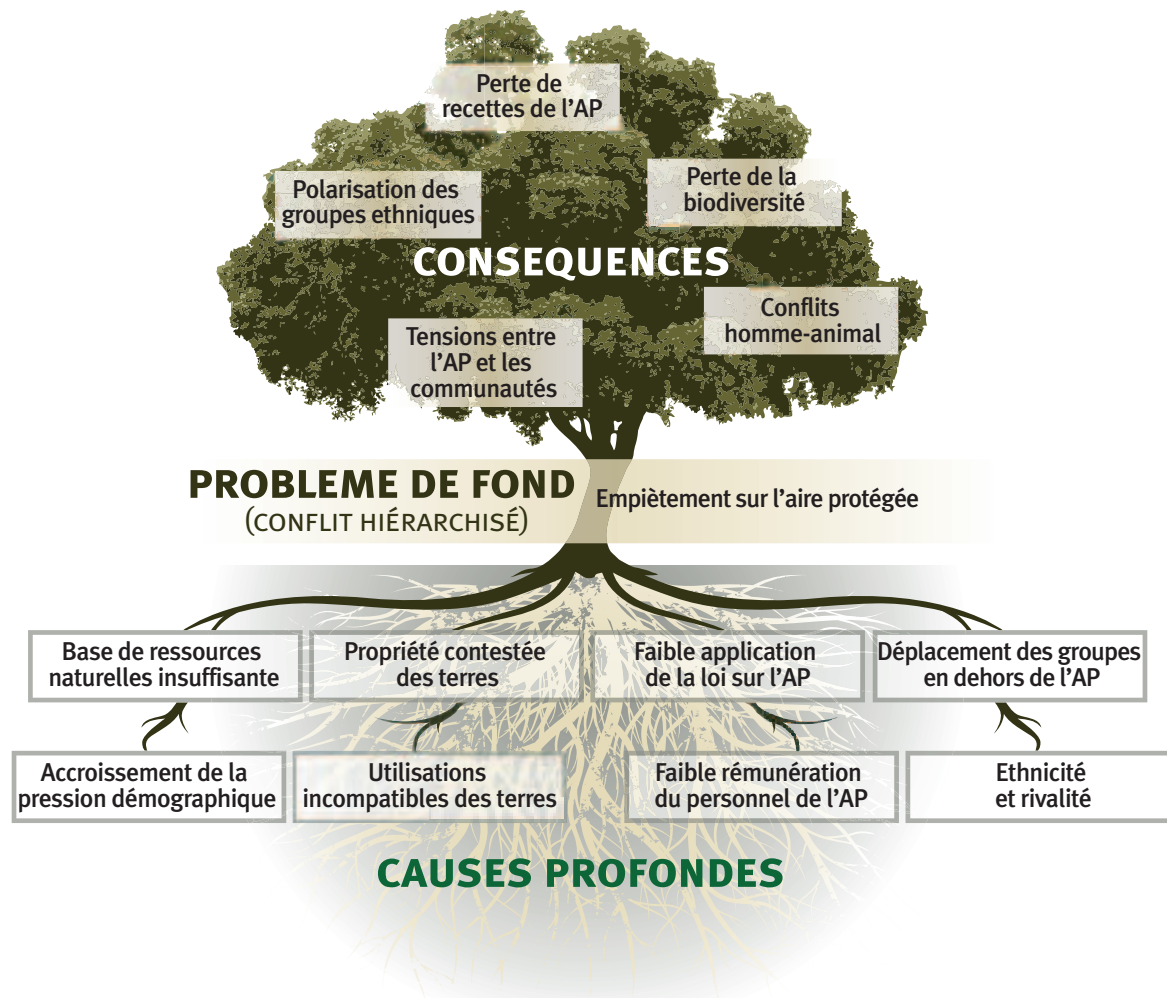 Perte de
recettes de l'AP
Polarisation des
groupes ethniques
Perte de la
biodiversité
CONSEQUENCES
Conflits
homme-animal
Tensions entre
l'AP et les
communautés
PROBLEME DE FOND
(CONFLIT HIÉRARCHISÉ)
Empiètement sur l'aire protégée
Base de ressources
naturelles insuffisante
Propriété contestée
des terres
Faible application
de la loi sur l'AP
Déplacement des groupes
en dehors de l'AP
Accroissement de la
pression démographique
Utilisations
incompatibles des terres
Faible rémunération
du personnel de l'AP
Ethnicité
et rivalité
CAUSES PROFONDES